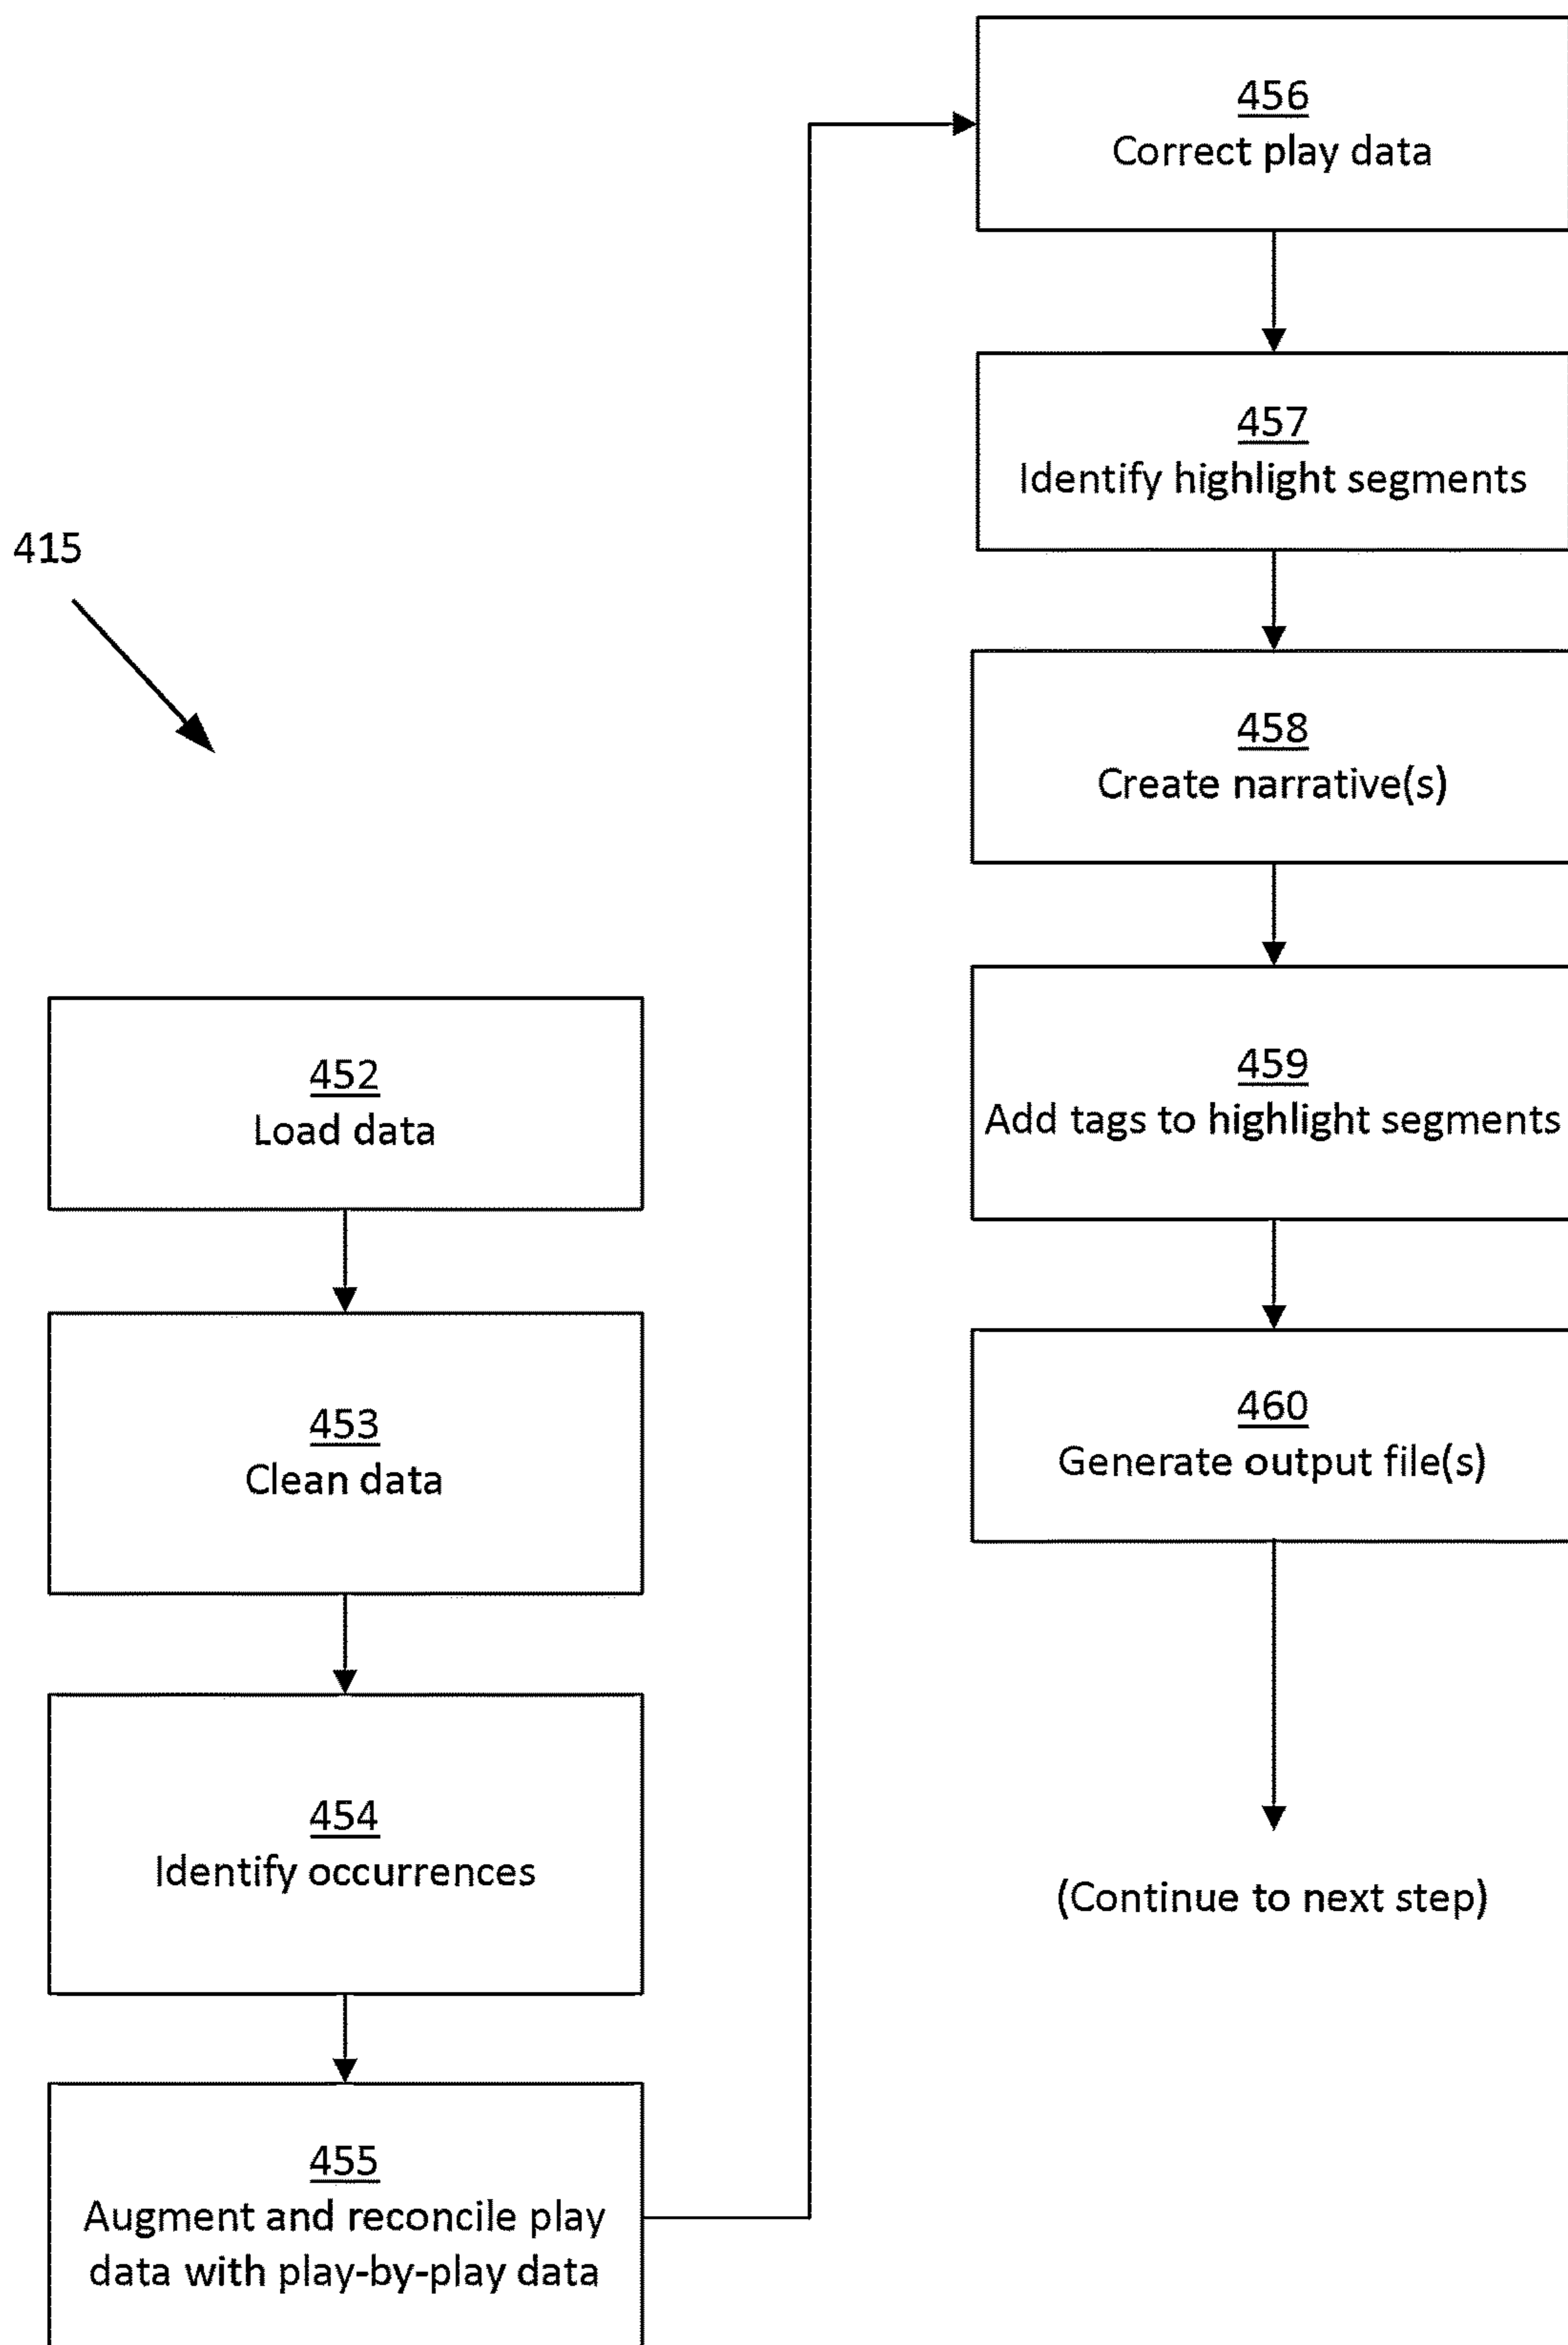 415
452
Load data
453
Clean data
454
Identify occurrences
455
Augment and reconcile play
data with play-by-play data
456
Correct play data
457
Identify highlight segments
458
Create narrative(s)
459
Add tags to highlight segments
460
Generate output file(s)
(Continue to next step)